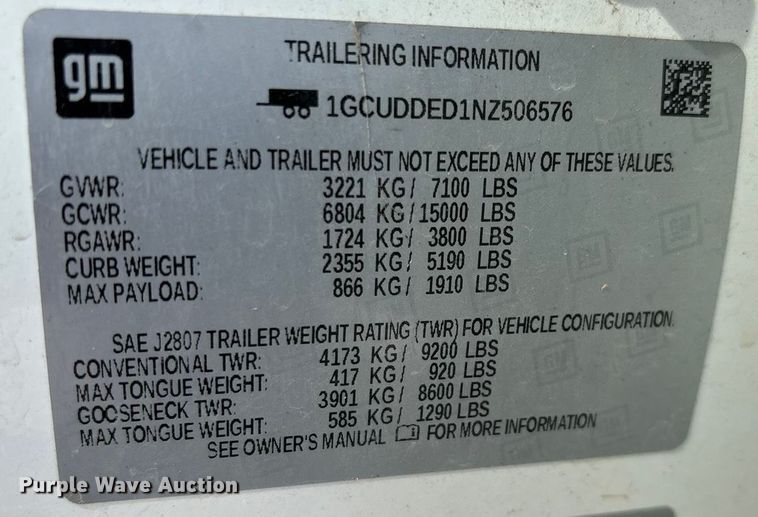 gm
TRAILERING INFORMATION
1GCUDDED1NZ506576
VEHICLE AND TRAILER MUST NOT EXCEED ANY OF THESE VALUES.
GVWR: 3221 KG / 7100 LBS
GCWR: 6804 KG / 15000 LBS
RGAWR: 1724 KG / 3800 LBS
CURB WEIGHT: 2355 KG / 5190 LBS
MAX PAYLOAD: 866 KG / 1910 LBS
SAE J2807 TRAILER WEIGHT RATING (TWR) FOR VEHICLE CONFIGURATION.
CONVENTIONAL TWR: 4173 KG / 9200 LBS
MAX TONGUE WEIGHT: 417 KG / 920 LBS
GOOSENECK TWR: 3901 KG / 8600 LBS
MAX TONGUE WEIGHT: 585 KG / 1290 LBS
SEE OWNER'S MANUAL FOR MORE INFORMATION
Purple Wave Auction